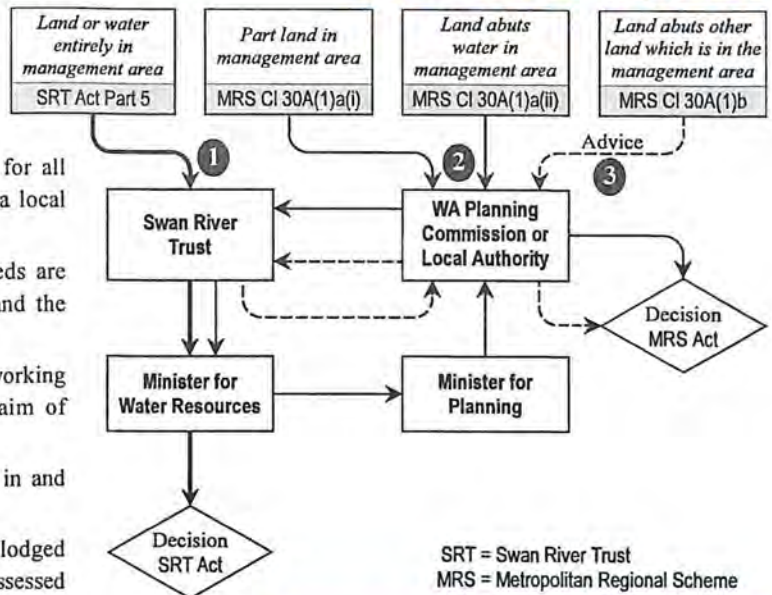 Land or water
entirely in
management area
SRT Act Part 5
Part land in
management area
MRS Cl 30A(1)a(i)
Land abuts
water in
management area
MRS Cl 30A(1)a(ii)
Land abuts other
land which is in the
management area
MRS Cl 30A(1)b
1
2
Advice
3
for all
a local
eds are
and the
working
aim of
in and
lodged
ssessed
Swan River
Trust
WA Planning
Commission or
Local Authority
Decision
MRS Act
Minister for
Water Resources
Minister for
Planning
Decision
SRT Act
SRT = Swan River Trust
MRS = Metropolitan Regional Scheme